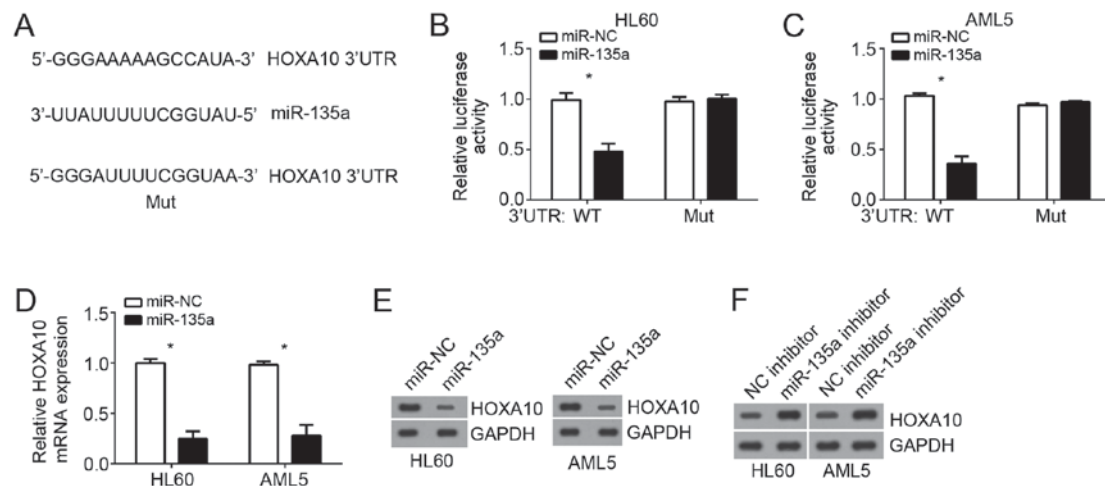 A
5'-GGGAAAAAGCCAUA-3' HOXA10 3'UTR
3'-UUAUUUUUCGGUAU-5' miR-135a
5'-GGGAUUUUCGGUAA-3' HOXA10 3'UTR
Mut
B
HL60
miR-NC
miR-135a
Relative luciferase
activity
1.5
1.0
0.5
0.0
*
3'UTR: WT
Mut
C
AML5
miR-NC
miR-135a
Relative luciferase
activity
1.5
1.0
0.5
0.0
*
3'UTR: WT
Mut
D
miR-NC
miR-135a
Relative HOXA10
mRNA expression
1.5
1.0
0.5
0.0
*
*
HL60
AML5
E
miR-NC
miR-135a
HOXA10
GAPDH
HL60
miR-NC
miR-135a
HOXA10
GAPDH
AML5
F
NC inhibitor
miR-135a inhibitor
NC inhibitor
miR-135a inhibitor
HOXA10
GAPDH
HL60
AML5